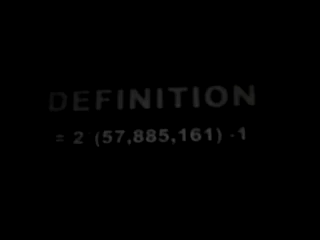 DEFINITION
= 2 (57,885,161) -1